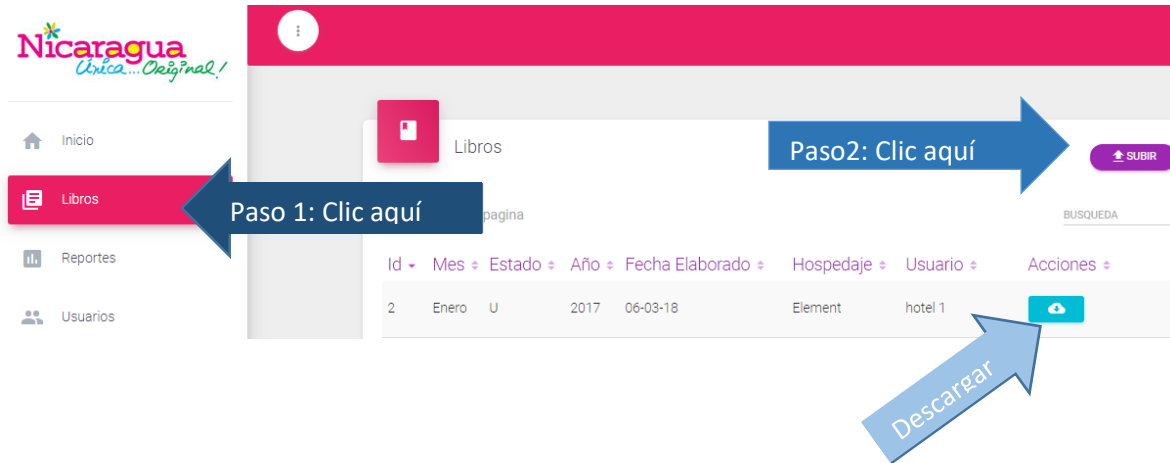 Nicaragua
Única...Original!
Inicio
Libros
Reportes
Usuarios
Libros
Paso2: Clic aquí
SUBIR
Paso 1: Clic aquí
pagina
BUSQUEDA
Id Mes Estado Año Fecha Elaborado Hospedaje Usuario Acciones
2 Enero U 2017 06-03-18 Element hotel 1
Descargar